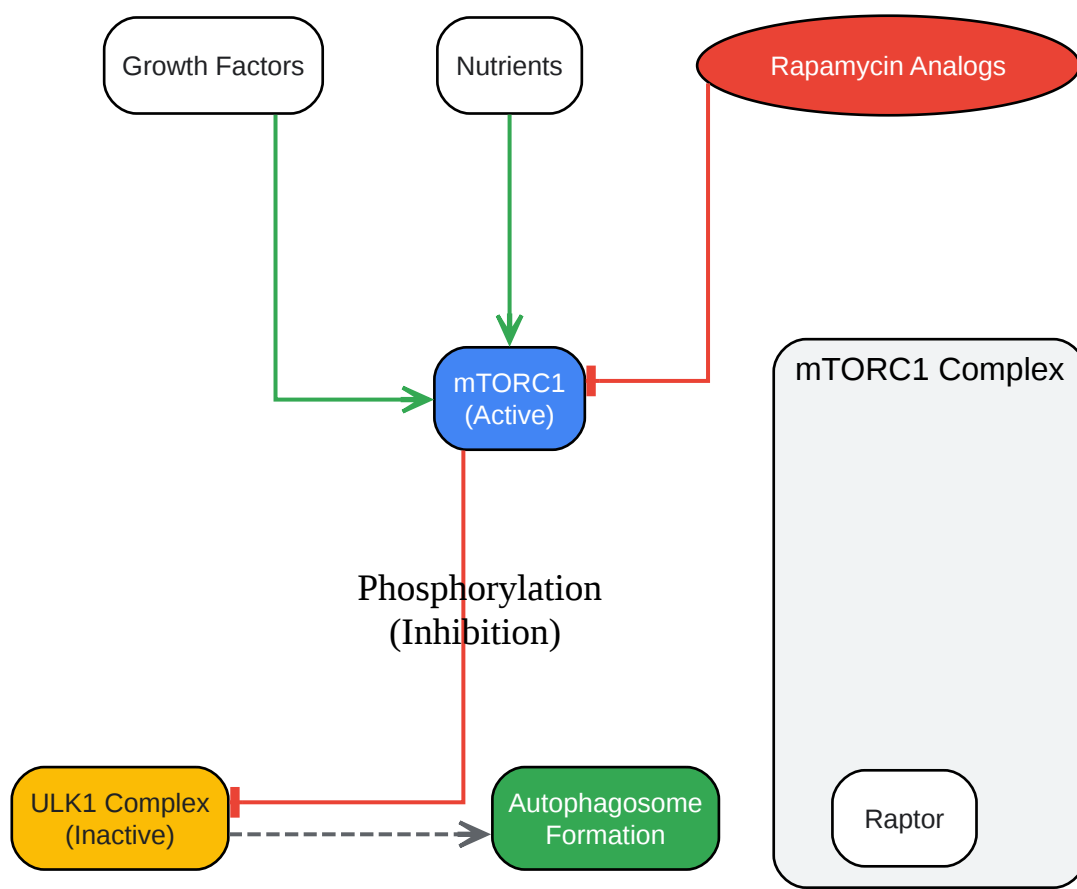 Growth Factors
Nutrients
Rapamycin Analogs
mTORC1
(Active)
mTORC1 Complex
Phosphorylation
(Inhibition)
ULK1 Complex
(Inactive)
Autophagosome
Formation
Raptor